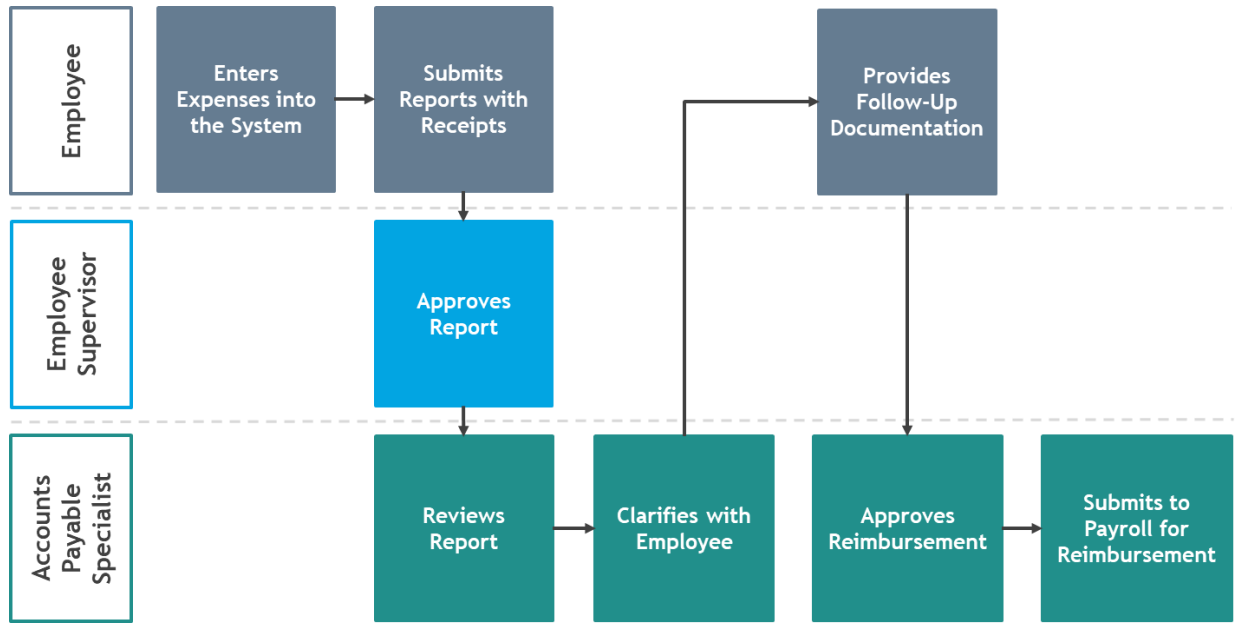 Employee
Enters
Expenses into
the System
Submits
Reports with
Receipts
Provides
Follow-Up
Documentation
Employee
Supervisor
Approves
Report
Accounts
Payable
Specialist
Reviews
Report
Clarifies with
Employee
Approves
Reimbursement
Submits to
Payroll for
Reimbursement